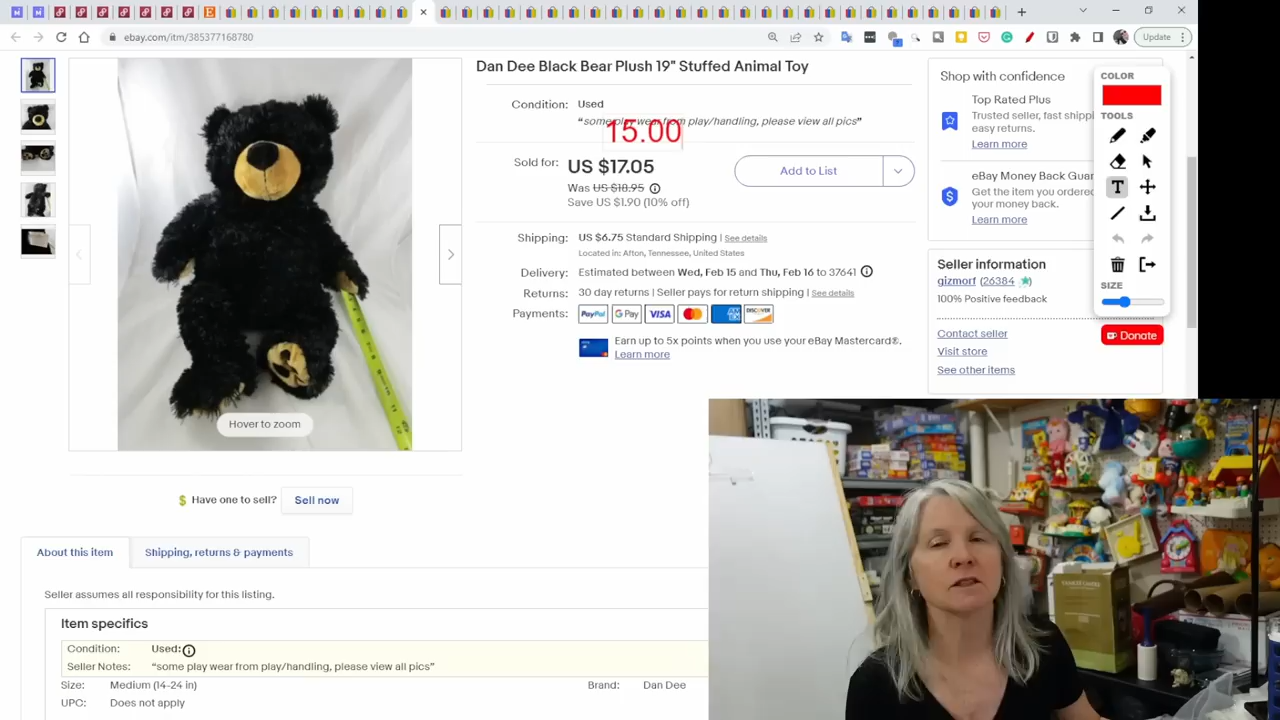 ebay.com/itm/385377168780
Update
Dan Dee Black Bear Plush 19" Stuffed Animal Toy
Condition: Used
“some play wear from play/handling, please view all pics”
15.00
Sold for: US $17.05
Was US $18.95
Save US $1.90 (10% off)
Add to List
Shipping: US $6.75 Standard Shipping | See details
Located in: Afton, Tennessee, United States
Delivery: Estimated between Wed, Feb 15 and Thu, Feb 16 to 37641
Returns: 30 day returns | Seller pays for return shipping | See details
Payments: PayPal G Pay VISA DISCOVER
Earn up to 5x points when you use your eBay Mastercard®.
Learn more
Shop with confidence
Top Rated Plus
Trusted seller, fast shippi
easy returns.
Learn more
eBay Money Back Guar
Get the item you ordere
your money back.
Learn more
Seller information
gizmorf (26384)
100% Positive feedback
Contact seller
Visit store
See other items
COLOR
TOOLS
T
SIZE
Donate
Hover to zoom
$ Have one to sell? Sell now
About this item Shipping, returns & payments
Seller assumes all responsibility for this listing.
Item specifics
Condition: Used:
Seller Notes: “some play wear from play/handling, please view all pics”
Size: Medium (14-24 in) Brand: Dan Dee
UPC: Does not apply